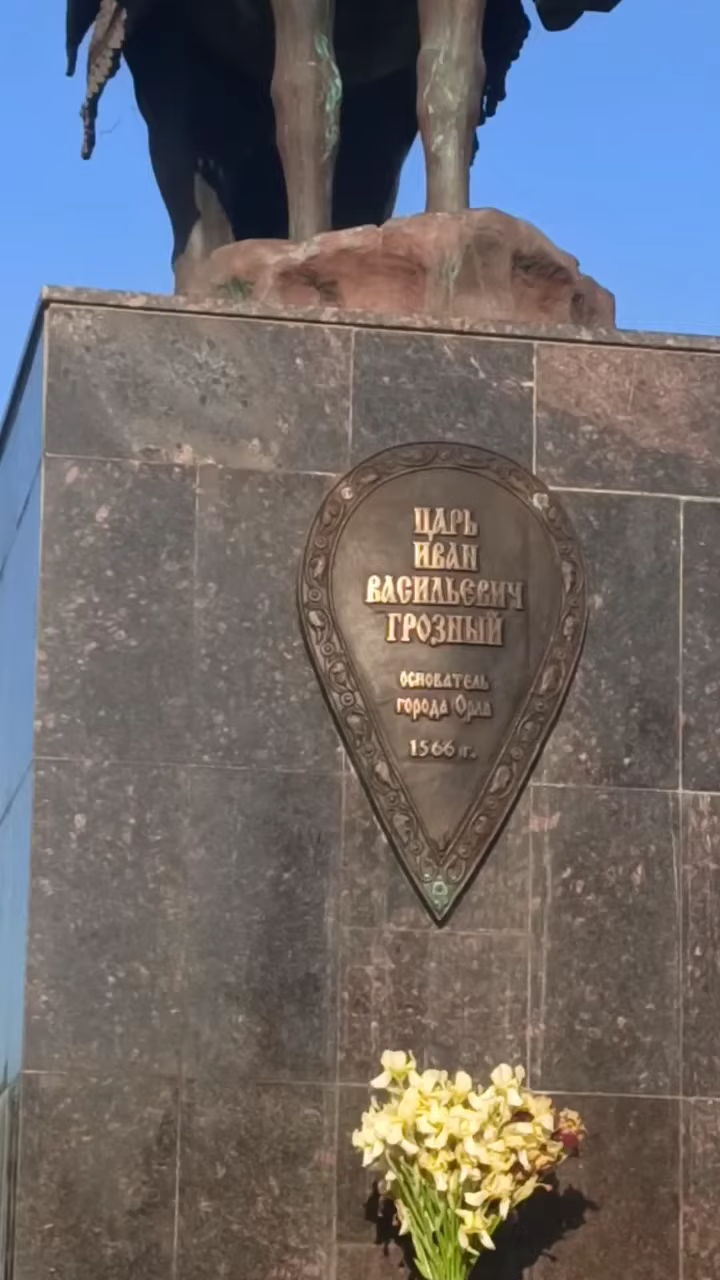 ЦАРЬ
ИВАН
ВАСИЛЬЕВИЧ
ГРОЗНЫЙ
основатель
города Орла
1566 г.